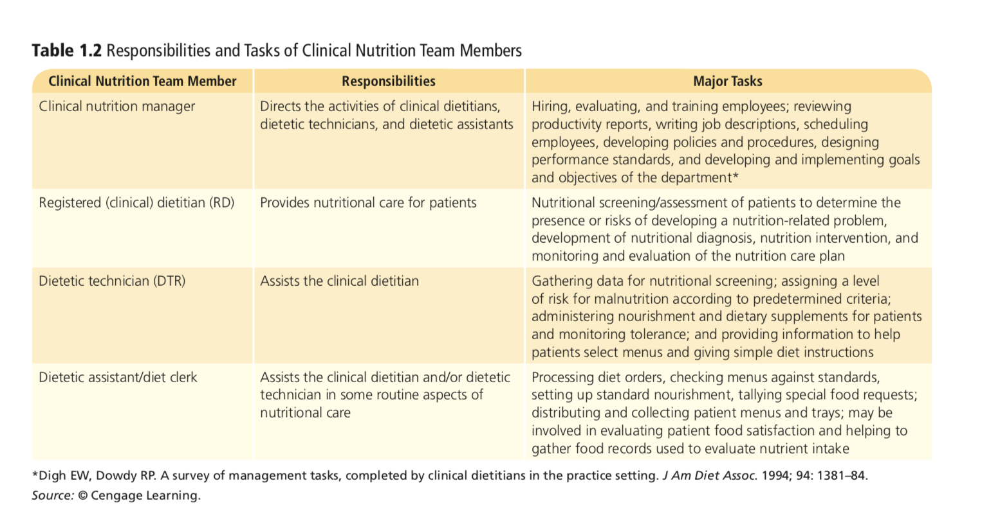 Table 1.2 Responsibilities and Tasks of Clinical Nutrition Team Members
Clinical Nutrition Team Member
Responsibilities
Major Tasks
Clinical nutrition manager
Directs the activities of clinical dietitians,
dietetic technicians, and dietetic assistants
Hiring, evaluating, and training employees; reviewing
productivity reports, writing job descriptions, scheduling
employees, developing policies and procedures, designing
performance standards, and developing and implementing goals
and objectives of the department*
Registered (clinical) dietitian (RD)
Provides nutritional care for patients
Nutritional screening/assessment of patients to determine the
presence or risks of developing a nutrition-related problem,
development of nutritional diagnosis, nutrition intervention, and
monitoring and evaluation of the nutrition care plan
Dietetic technician (DTR)
Assists the clinical dietitian
Gathering data for nutritional screening; assigning a level
of risk for malnutrition according to predetermined criteria;
administering nourishment and dietary supplements for patients
and monitoring tolerance; and providing information to help
patients select menus and giving simple diet instructions
Dietetic assistant/diet clerk
Assists the clinical dietitian and/or dietetic
technician in some routine aspects of
nutritional care
Processing diet orders, checking menus against standards,
setting up standard nourishment, tallying special food requests;
distributing and collecting patient menus and trays; may be
involved in evaluating patient food satisfaction and helping to
gather food records used to evaluate nutrient intake
*Digh EW, Dowdy RP. A survey of management tasks, completed by clinical dietitians in the practice setting. J Am Diet Assoc. 1994; 94: 1381–84.
Source: © Cengage Learning.